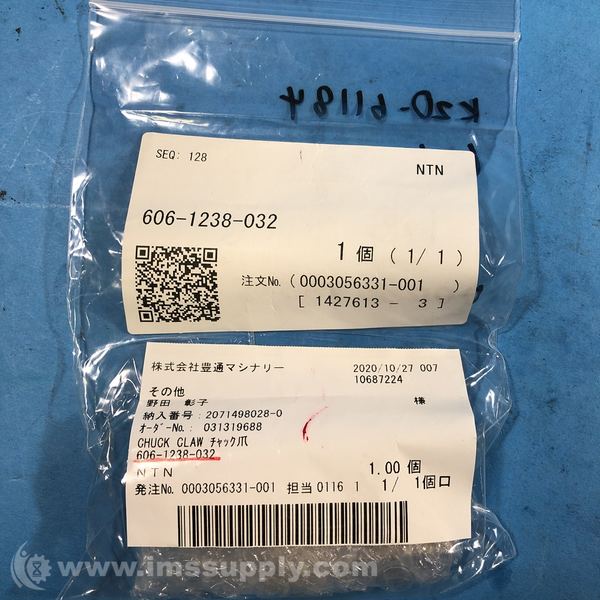 K20-61184
SEQ: 128
NTN
606-1238-032
1 個 ( 1/ 1 )
注文No. ( 0003056331-001 )
[ 1427613 - 3 ]
株式会社豊通マシナリー
2020/10/27 007
10687224
その他
野田 彰子 様
納入番号：2071498028-0
ｵｰﾀﾞｰNo.： 031319688
CHUCK CLAW ﾁｬｯｸ爪
606-1238-032
NTN 1.00 個
発注No. 0003056331-001 担当 0116 1 1/ 1個口
www.imssupply.com